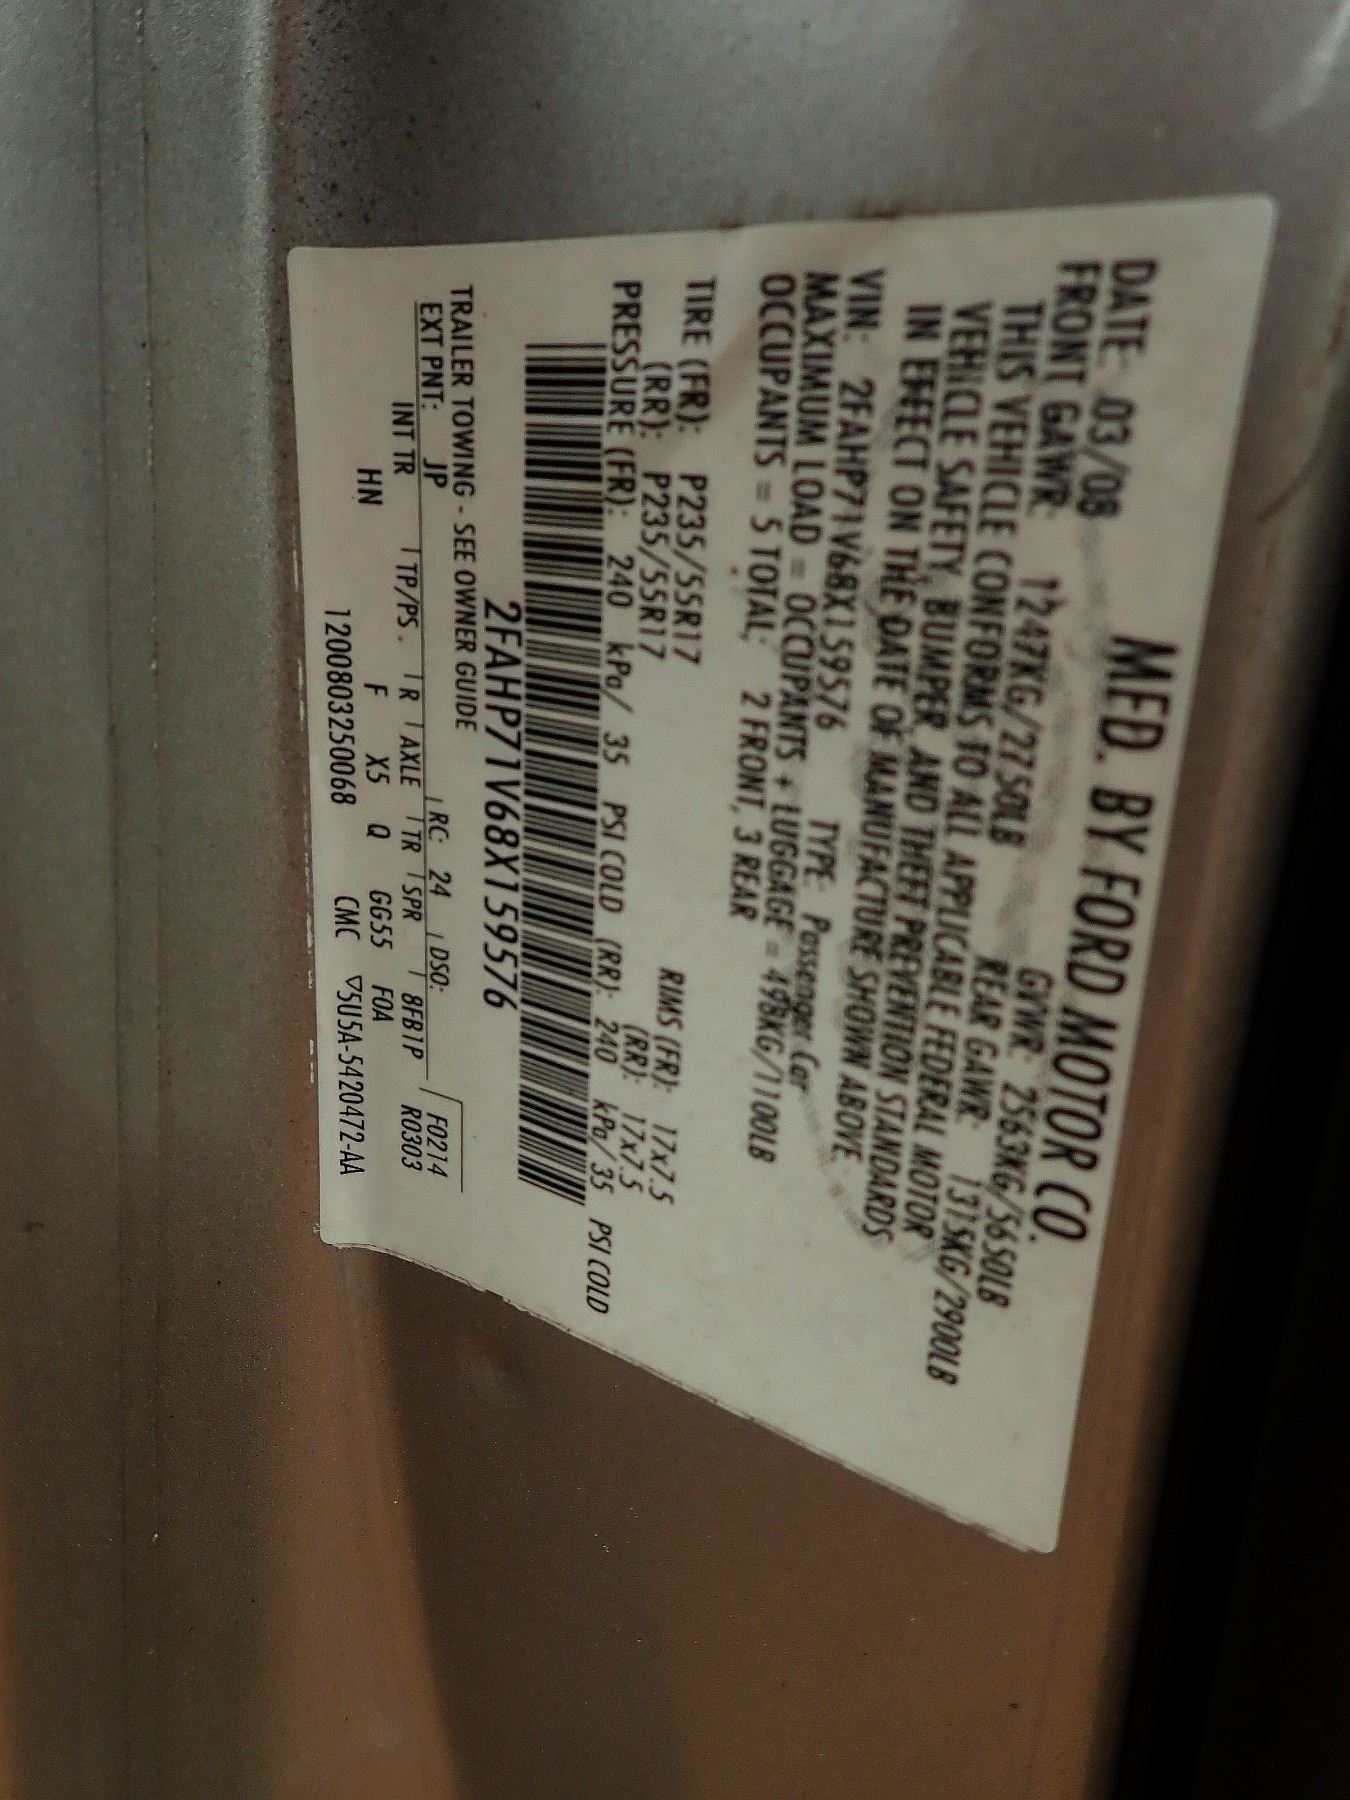 MFD. BY FORD MOTOR CO.
DATE: 03/08 GVWR: 2563KG/5650LB
FRONT GAWR: 1247KG/2750LB REAR GAWR: 1315KG/2900LB
THIS VEHICLE CONFORMS TO ALL APPLICABLE FEDERAL MOTOR
VEHICLE SAFETY, BUMPER, AND THEFT PREVENTION STANDARDS
IN EFFECT ON THE DATE OF MANUFACTURE SHOWN ABOVE.
VIN: 2FAHP71V68X159576 TYPE: Passenger Car
MAXIMUM LOAD = OCCUPANTS + LUGGAGE = 498KG/1100LB
OCCUPANTS = 5 TOTAL; 2 FRONT, 3 REAR
TIRE (FR): P235/55R17 RIMS (FR): 17x7.5
(RR): P235/55R17 (RR): 17x7.5
PRESSURE (FR): 240 kPa/ 35 PSI COLD (RR): 240 kPa/ 35 PSI COLD
2FAHP71V68X159576
TRAILER TOWING - SEE OWNER GUIDE
EXT PNT: JP RC: 24 DSO: F0214
INT TR TP/PS. R AXLE TR SPR 8FB1P R0303
HN F X5 Q GG55 F0A
1200803250068 CMC ▽5U5A-5420472-AA